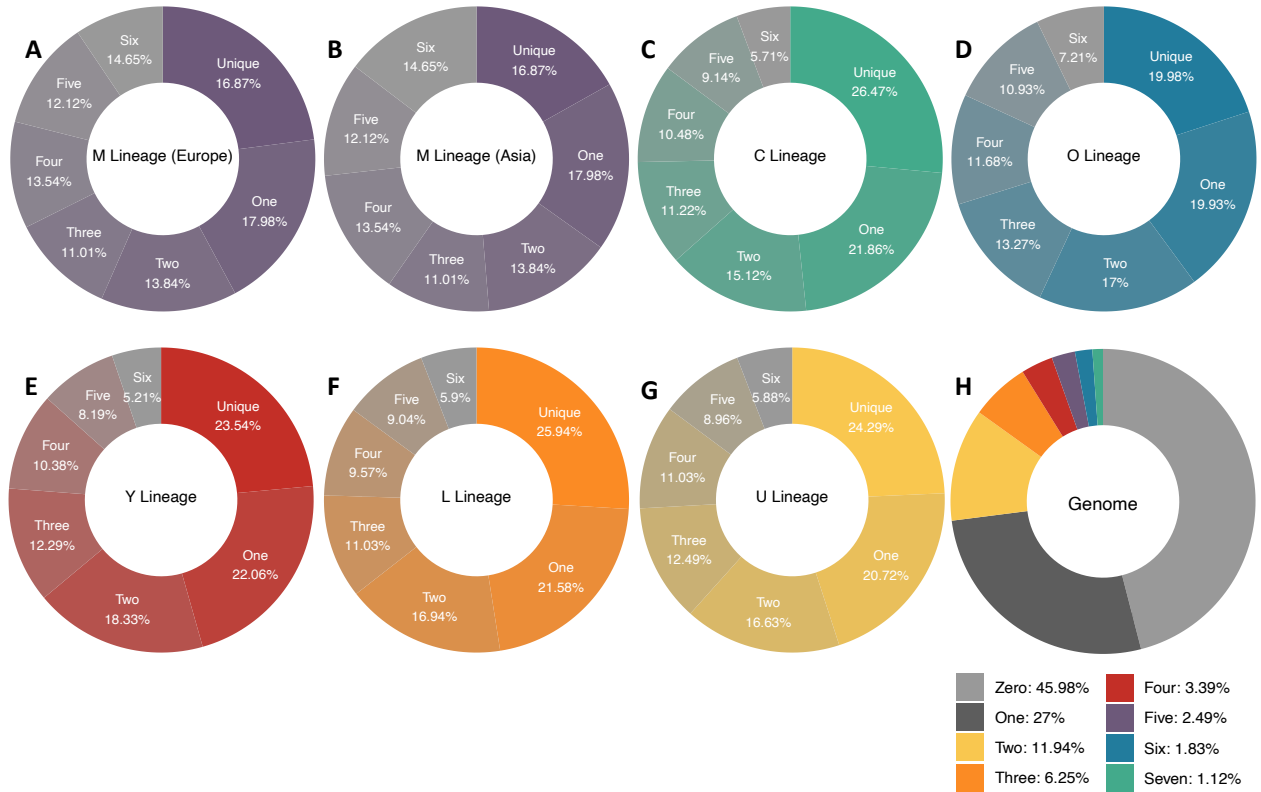 A
Six
14.65%
Unique
16.87%
Five
12.12%
M Lineage (Europe)
Four
13.54%
One
17.98%
Three
11.01%
Two
13.84%
B
Six
14.65%
Unique
16.87%
Five
12.12%
M Lineage (Asia)
One
17.98%
Four
13.54%
Two
13.84%
Three
11.01%
C
Six
5.71%
Five
9.14%
Unique
26.47%
Four
10.48%
C Lineage
Three
11.22%
One
21.86%
Two
15.12%
D
Six
7.21%
Unique
19.98%
Five
10.93%
Four
11.68%
O Lineage
One
19.93%
Three
13.27%
Two
17%
E
Six
5.21%
Five
8.19%
Unique
23.54%
Four
10.38%
Y Lineage
Three
12.29%
One
22.06%
Two
18.33%
F
Six
5.9%
Five
9.04%
Unique
25.94%
Four
9.57%
L Lineage
Three
11.03%
One
21.58%
Two
16.94%
G
Six
5.88%
Five
8.96%
Unique
24.29%
Four
11.03%
U Lineage
Three
12.49%
One
20.72%
Two
16.63%
H
Genome
Zero: 45.98%
One: 27%
Two: 11.94%
Three: 6.25%
Four: 3.39%
Five: 2.49%
Six: 1.83%
Seven: 1.12%